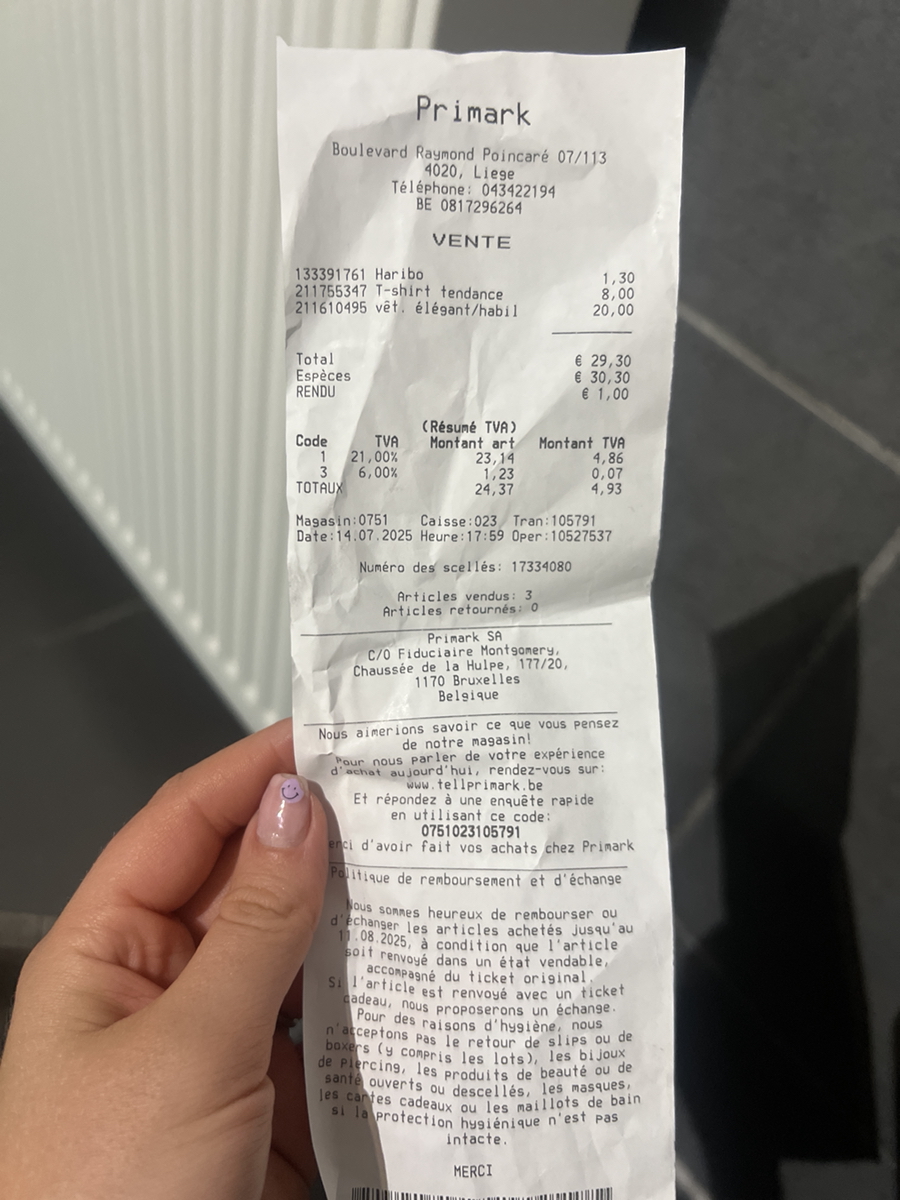 Primark
Boulevard Raymond Poincaré 07/113
4020, Liege
Téléphone: 043422194
BE 0817296264
VENTE
133391761 Haribo 1,30
211755347 T-shirt tendance 8,00
211610495 vêt. élégant/habil 20,00
Total € 29,30
Espèces € 30,30
RENDU € 1,00
(Résumé TVA)
Code TVA Montant art Montant TVA
1 21,00% 23,14 4,86
3 6,00% 1,23 0,07
TOTAUX 24,37 4,93
Magasin:0751 Caisse:023 Tran:105791
Date:14.07.2025 Heure:17:59 Oper:10527537
Numéro des scellés: 17334080
Articles vendus: 3
Articles retournés: 0
Primark SA
C/O Fiduciaire Montgomery,
Chaussée de la Hulpe, 177/20,
1170 Bruxelles
Belgique
Nous aimerions savoir ce que vous pensez
de notre magasin!
Pour nous parler de votre expérience
d'achat aujourd'hui, rendez-vous sur:
www.tellprimark.be
Et répondez à une enquête rapide
en utilisant ce code:
0751023105791
erci d'avoir fait vos achats chez Primark
Politique de remboursement et d'échange
Nous sommes heureux de rembourser ou
d'échanger les articles achetés jusqu'au
11.08.2025, à condition que l'article
soit renvoyé dans un état vendable,
accompagné du ticket original.
Si l'article est renvoyé avec un ticket
cadeau, nous proposerons un échange.
Pour des raisons d'hygiène, nous
n'acceptons pas le retour de slips ou de
boxers (y compris les lots), les bijoux
de piercing, les produits de beauté ou de
santé ouverts ou descellés, les masques,
les cartes cadeaux ou les maillots de bain
si la protection hygiénique n'est pas
intacte.
MERCI